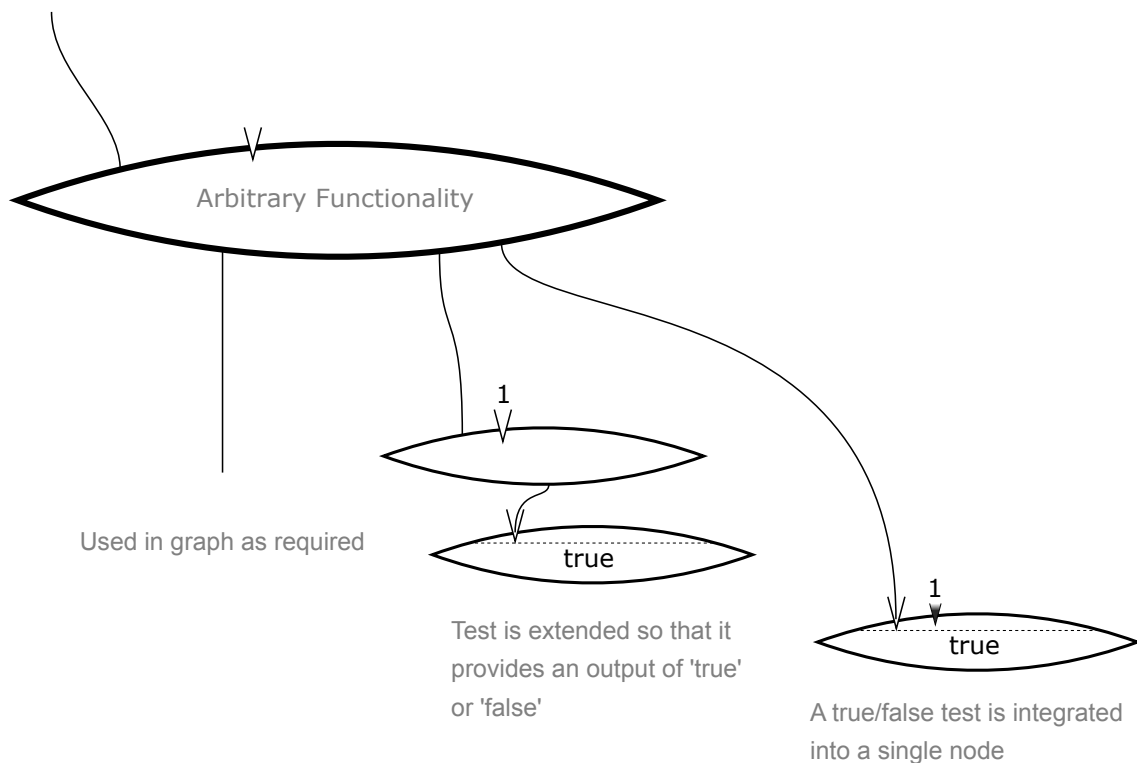 Arbitrary Functionality
1
Used in graph as required
true
Test is extended so that it
provides an output of 'true'
or 'false'
1
true
A true/false test is integrated
into a single node